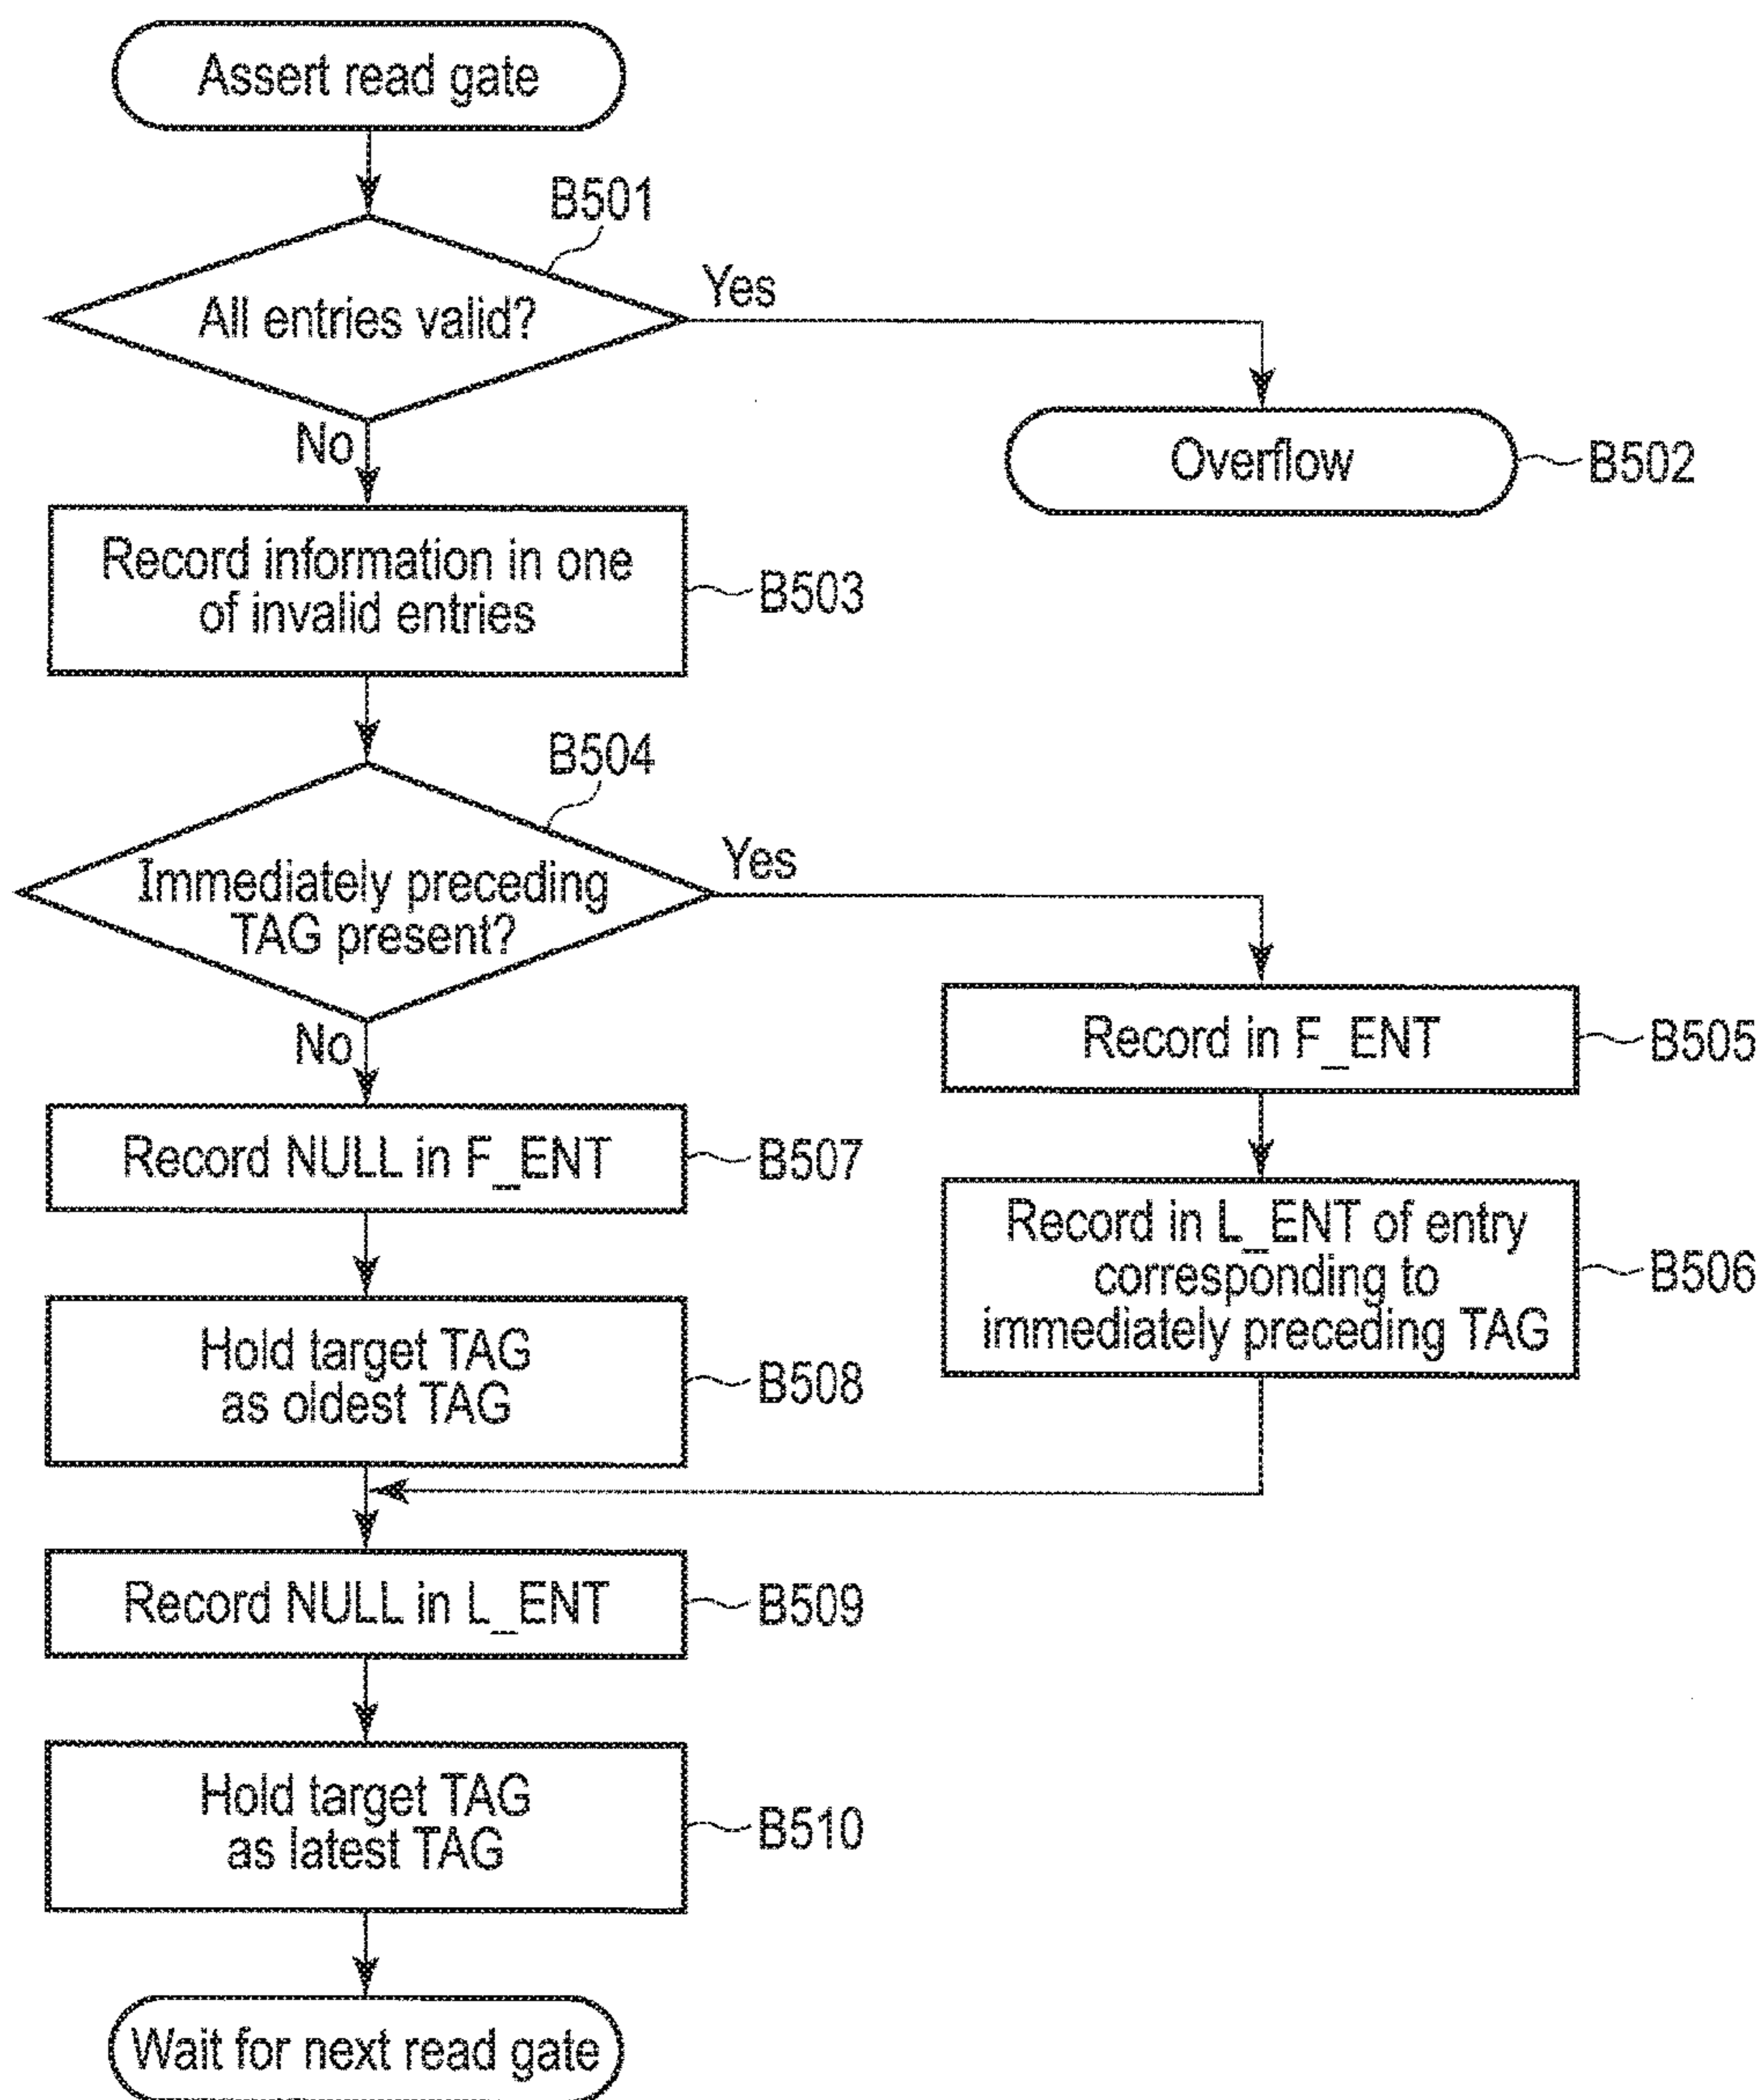 Assert read gate
B501
All entries valid?
Yes
No
Overflow
B502
Record information in one
of invalid entries
B503
B504
Immediately preceding
TAG present?
Yes
No
Record in F_ENT
B505
Record NULL in F_ENT
B507
Record in L_ENT of entry
corresponding to
immediately preceding TAG
B506
Hold target TAG
as oldest TAG
B508
Record NULL in L_ENT
B509
Hold target TAG
as latest TAG
B510
Wait for next read gate